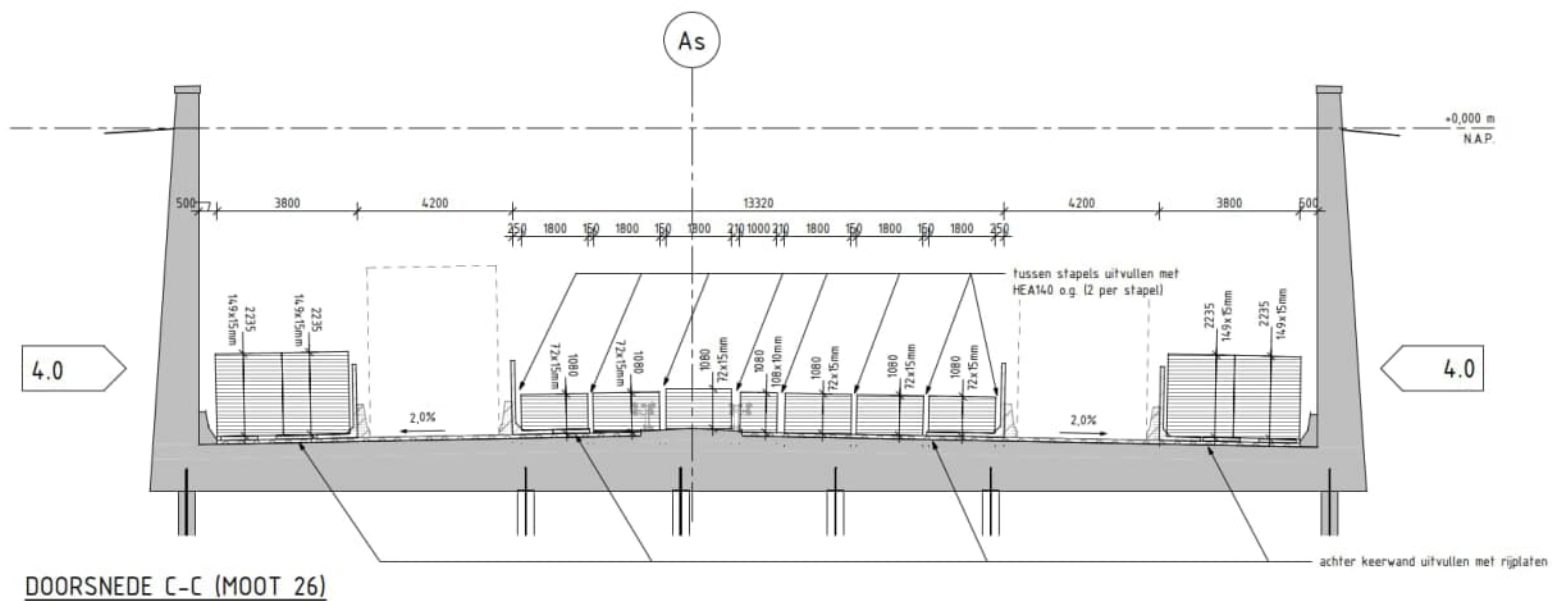 As
+0,000 m
N.A.P.
500 3800 4200 13320 4200 3800 500
250 1800 150 1800 150 1800 210 1000 210 1800 150 1800 150 1800 250
tussen stapels uitvullen met
HEA140 o.g. (2 per stapel)
149x15mm
2235
149x15mm
2235
72x15mm
1080
72x15mm
1080
1080
72x15mm
1080
108x10mm
1080
72x15mm
1080
72x15mm
1080
72x15mm
2235
149x15mm
2235
149x15mm
4.0
4.0
2,0%
2,0%
achter keerwand uitvullen met rijplaten
DOORSNEDE C-C (MOOT 26)